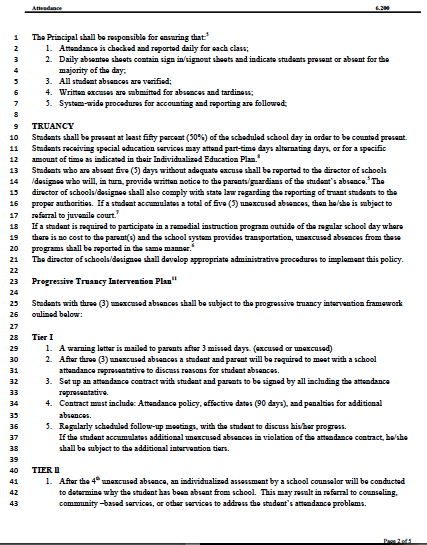 Attendance 6.200
1 The Principal shall be responsible for ensuring that:5
2 1. Attendance is checked and reported daily for each class;
3 2. Daily absentee sheets contain sign in/signout sheets and indicate students present or absent for the
4 majority of the day;
5 3. All student absences are verified;
6 4. Written excuses are submitted for absences and tardiness;
7 5. System-wide procedures for accounting and reporting are followed;
8
9 TRUANCY
10 Students shall be present at least fifty percent (50%) of the scheduled school day in order to be counted present.
11 Students receiving special education services may attend part-time days alternating days, or for a specific
12 amount of time as indicated in their Individualized Education Plan.8
13 Students who are absent five (5) days without adequate excuse shall be reported to the director of schools
14 /designee who will, in turn, provide written notice to the parents/guardians of the student's absence.5 The
15 director of schools/designee shall also comply with state law regarding the reporting of truant students to the
16 proper authorities. If a student accumulates a total of five (5) unexcused absences, then he/she is subject to
17 referral to juvenile court.7
18 If a student is required to participate in a remedial instruction program outside of the regular school day where
19 there is no cost to the parent(s) and the school system provides transportation, unexcused absences from these
20 programs shall be reported in the same manner.6
21 The director of schools/designee shall develop appropriate administrative procedures to implement this policy.
22
23 Progressive Truancy Intervention Plan11
24
25 Students with three (3) unexcused absences shall be subject to the progressive truancy intervention framework
26 oulined below:
27
28 Tier I
29 1. A warning letter is mailed to parents after 3 missed days. (excused or unexcused)
30 2. After three (3) unexcused absences a student and parent will be required to meet with a school
31 attendance representative to discuss reasons for student absences.
32 3. Set up an attendance contract with student and parents to be signed by all including the attendance
33 representative.
34 4. Contract must include: Attendance policy, effective dates (90 days), and penalties for additional
35 absences.
36 5. Regularly scheduled follow-up meetings, with the student to discuss his/her progress.
37 If the student accumulates additional unexcused absences in violation of the attendance contract, he/she
38 shall be subject to the additional intervention tiers.
39
40 TIER ll
41 1. After the 4th unexcused absence, an individualized assessment by a school counselor will be conducted
42 to determine why the student has been absent from school. This may result in referral to counseling,
43 community –based services, or other services to address the student's attendance problems.
Page 2 of 5